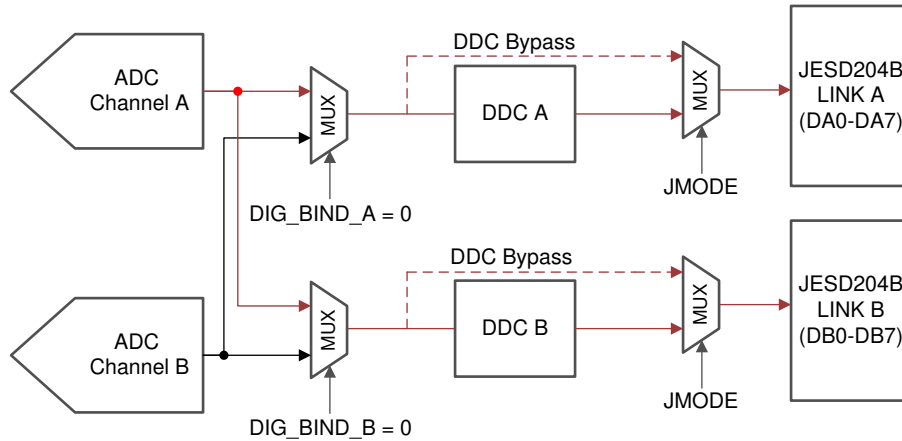 ADC
Channel A
MUX
DIG_BIND_A = 0
DDC Bypass
DDC A
MUX
JMODE
JESD204B
LINK A
(DA0-DA7)
ADC
Channel B
MUX
DIG_BIND_B = 0
DDC Bypass
DDC B
MUX
JMODE
JESD204B
LINK B
(DB0-DB7)